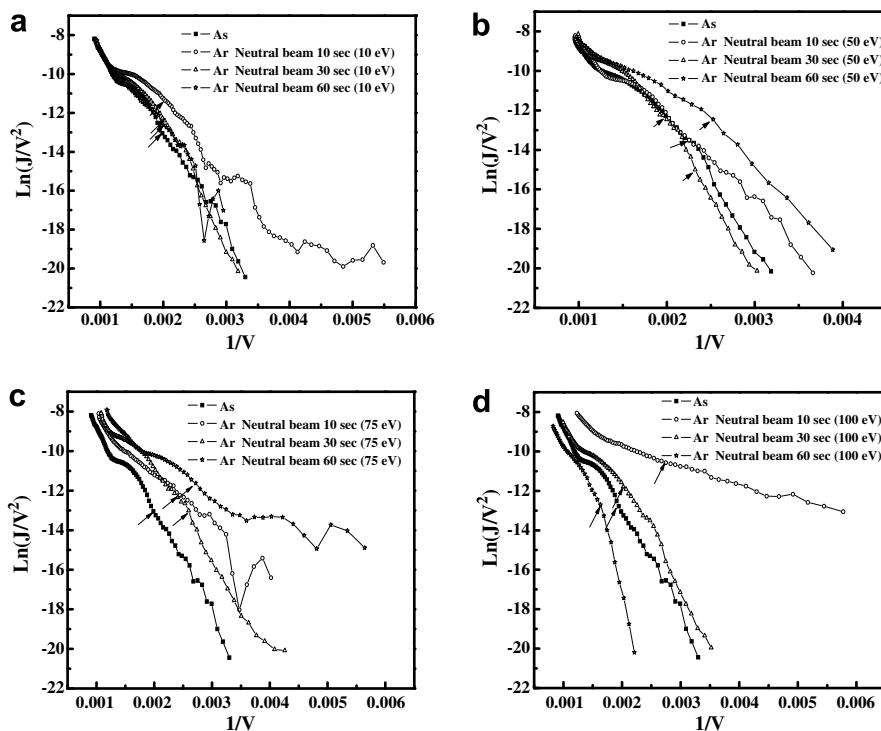 a
As
Ar Neutral beam 10 sec (10 eV)
Ar Neutral beam 30 sec (10 eV)
Ar Neutral beam 60 sec (10 eV)
Ln(J/V²)
-8
-10
-12
-14
-16
-18
-20
-22
0.001 0.002 0.003 0.004 0.005 0.006
1/V
b
As
Ar Neutral beam 10 sec (50 eV)
Ar Neutral beam 30 sec (50 eV)
Ar Neutral beam 60 sec (50 eV)
Ln(J/V²)
-8
-10
-12
-14
-16
-18
-20
-22
0.001 0.002 0.003 0.004
1/V
c
As
Ar Neutral beam 10 sec (75 eV)
Ar Neutral beam 30 sec (75 eV)
Ar Neutral beam 60 sec (75 eV)
Ln(J/V²)
-8
-10
-12
-14
-16
-18
-20
-22
0.001 0.002 0.003 0.004 0.005 0.006
1/V
d
As
Ar Neutral beam 10 sec (100 eV)
Ar Neutral beam 30 sec (100 eV)
Ar Neutral beam 60 sec (100 eV)
Ln(J/V²)
-8
-10
-12
-14
-16
-18
-20
-22
0.001 0.002 0.003 0.004 0.005 0.006
1/V